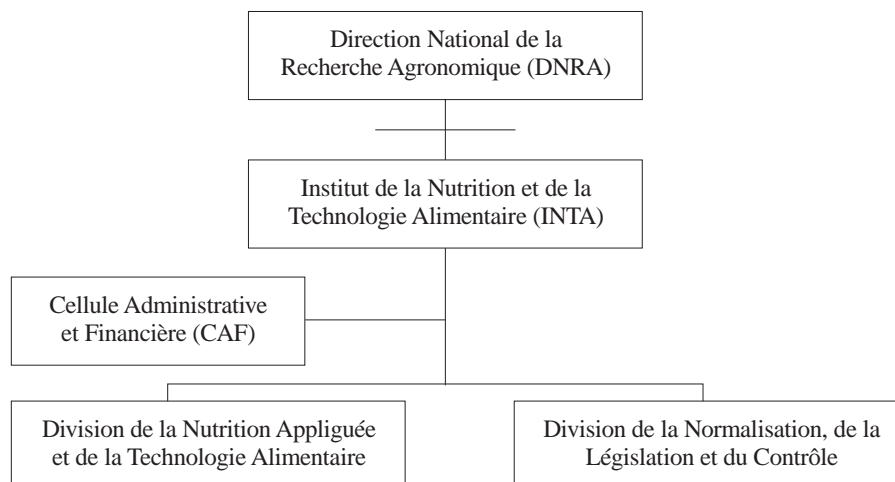 Direction National de la
Recherche Agronomique (DNRA)
Institut de la Nutrition et de la
Technologie Alimentaire (INTA)
Cellule Administrative
et Financière (CAF)
Division de la Nutrition Appliguée
et de la Technologie Alimentaire
Division de la Normalisation, de la
Législation et du Contrôle